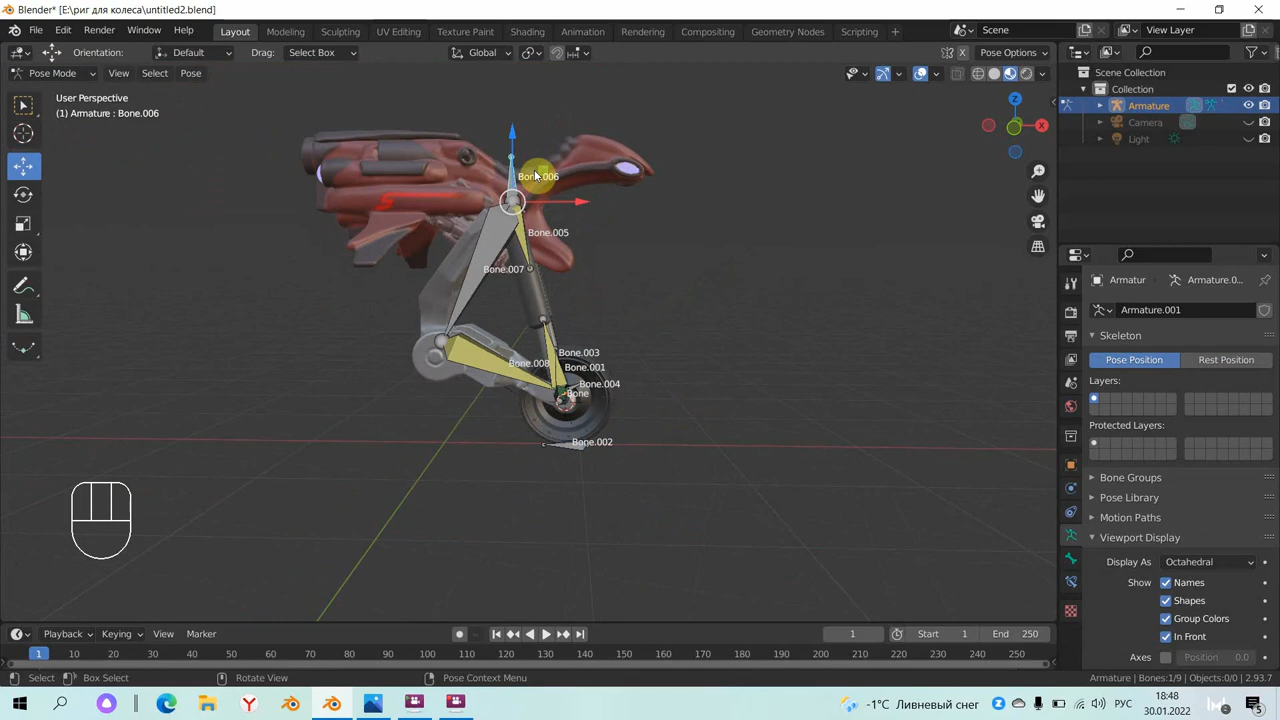 Blender* [E:\риг для колеса\untitled2.blend]
File Edit Render Window Help Layout Modeling Sculpting UV Editing Texture Paint Shading Animation Rendering Compositing Geometry Nodes Scripting + Scene View Layer
Orientation: Default Drag: Select Box Global X Pose Options
Pose Mode View Select Pose
User Perspective
(1) Armature : Bone.006
Scene Collection
Collection
Armature
Camera
Light
Z
X
Bone.006
Bone.005
Bone.007
Bone.003
Bone.008
Bone.001
Bone.004
Bone
Bone.002
Armatur Armature.0...
Armature.001
Skeleton
Pose Position Rest Position
Layers:
Protected Layers:
Bone Groups
Pose Library
Motion Paths
Viewport Display
Display As Octahedral
Show Names
Shapes
Group Colors
In Front
Axes Position 0.0
Playback Keying View Marker 1 Start 1 End 250
1 10 20 30 40 50 60 70 80 90 100 110 120 130 140 150 160 170 180 190 200 210 220 230 240 250
Select Box Select Rotate View Pose Context Menu Armature | Bones:1/9 | Objects:0/0 | 2.93.7
-1°C Ливневый снег РУС 18:48
30.01.2022
5